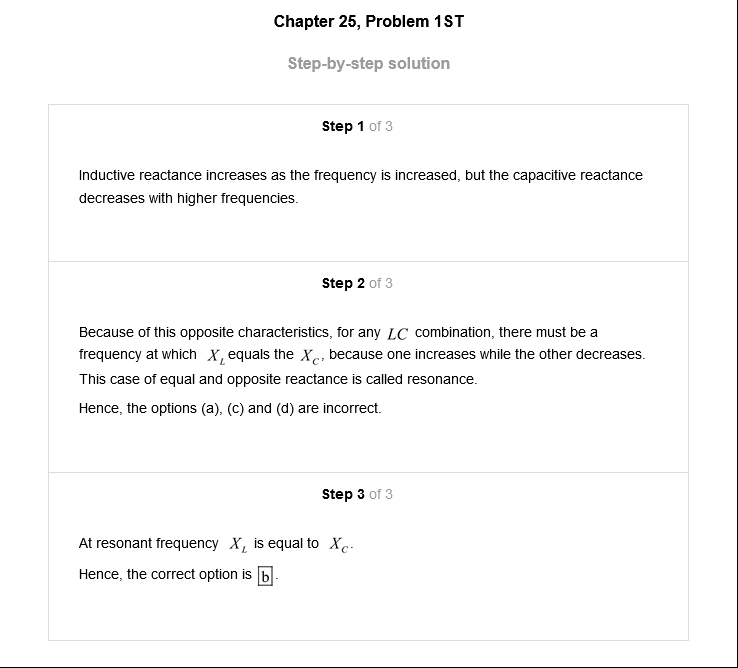 Chapter 25, Problem 1ST
Step-by-step solution
Step 1 of 3
Inductive reactance increases as the frequency is increased, but the capacitive reactance
decreases with higher frequencies.
Step 2 of 3
Because of this opposite characteristics, for any LC combination, there must be a
frequency at which X_L equals the X_C, because one increases while the other decreases.
This case of equal and opposite reactance is called resonance.
Hence, the options (a), (c) and (d) are incorrect.
Step 3 of 3
At resonant frequency X_L is equal to X_C.
Hence, the correct option is b.